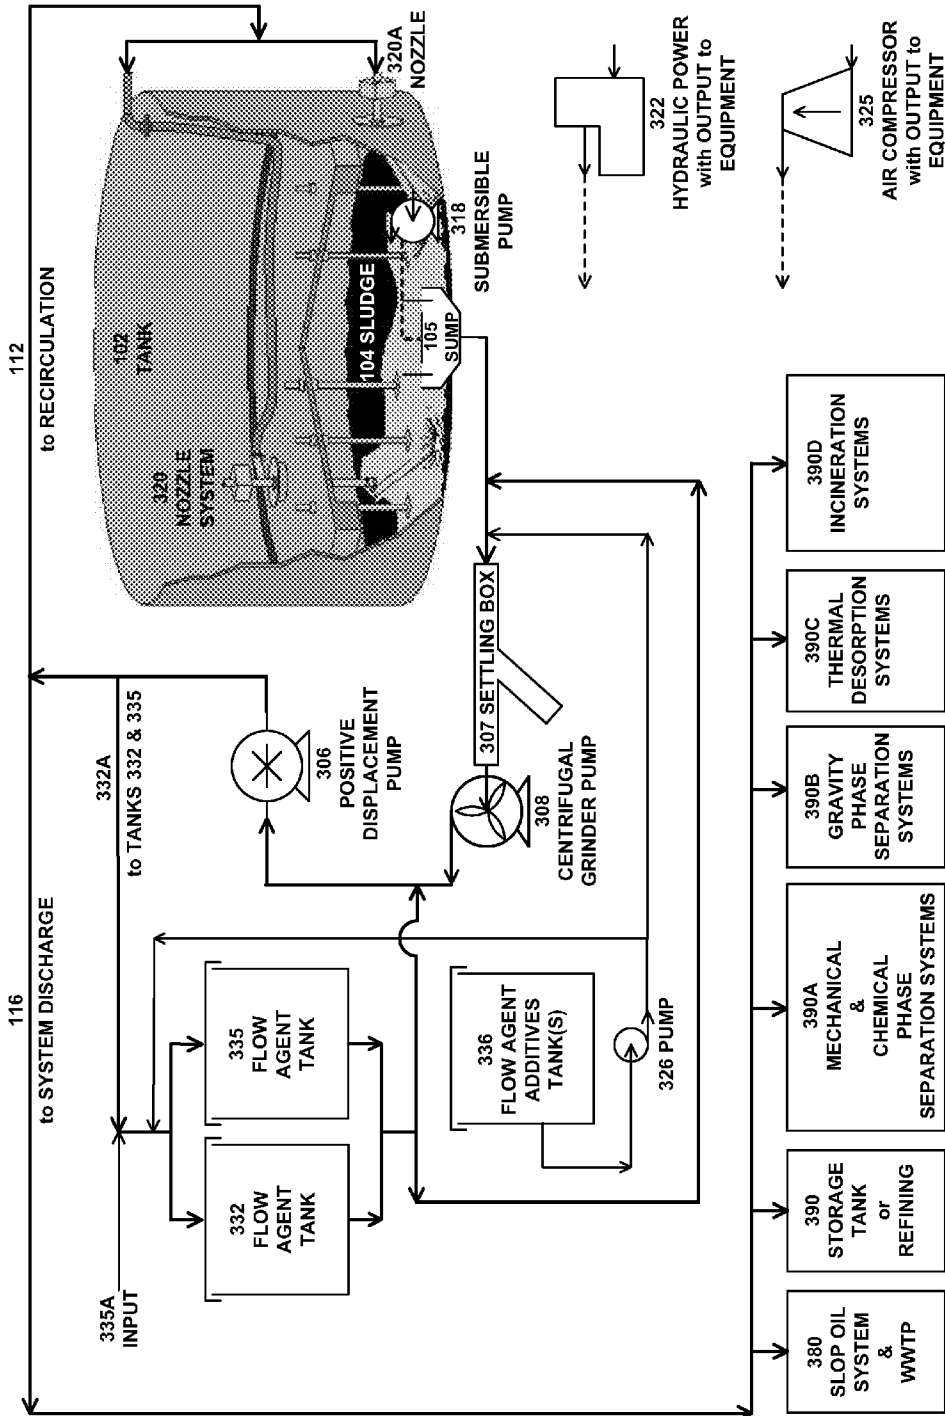 116
to SYSTEM DISCHARGE
112
to RECIRCULATION
335A
INPUT
332A
to TANKS 332 & 335
102
TANK
320
NOZZLE
SYSTEM
320A
NOZZLE
104 SLUDGE
105
SUMP
318
SUBMERSIBLE
PUMP
332
FLOW
AGENT
TANK
335
FLOW
AGENT
TANK
306
POSITIVE
DISPLACEMENT
PUMP
307 SETTLING BOX
308
CENTRIFUGAL
GRINDER PUMP
336
FLOW AGENT
ADDITIVES
TANK(S)
326 PUMP
322
HYDRAULIC POWER
with OUTPUT to
EQUIPMENT
325
AIR COMPRESSOR
with OUTPUT to
EQUIPMENT
380
SLOP OIL
SYSTEM
&
WWTP
390
STORAGE
TANK
or
REFINING
390A
MECHANICAL
&
CHEMICAL
PHASE
SEPARATION SYSTEMS
390B
GRAVITY
PHASE
SEPARATION
SYSTEMS
390C
THERMAL
DESORPTION
SYSTEMS
390D
INCINERATION
SYSTEMS